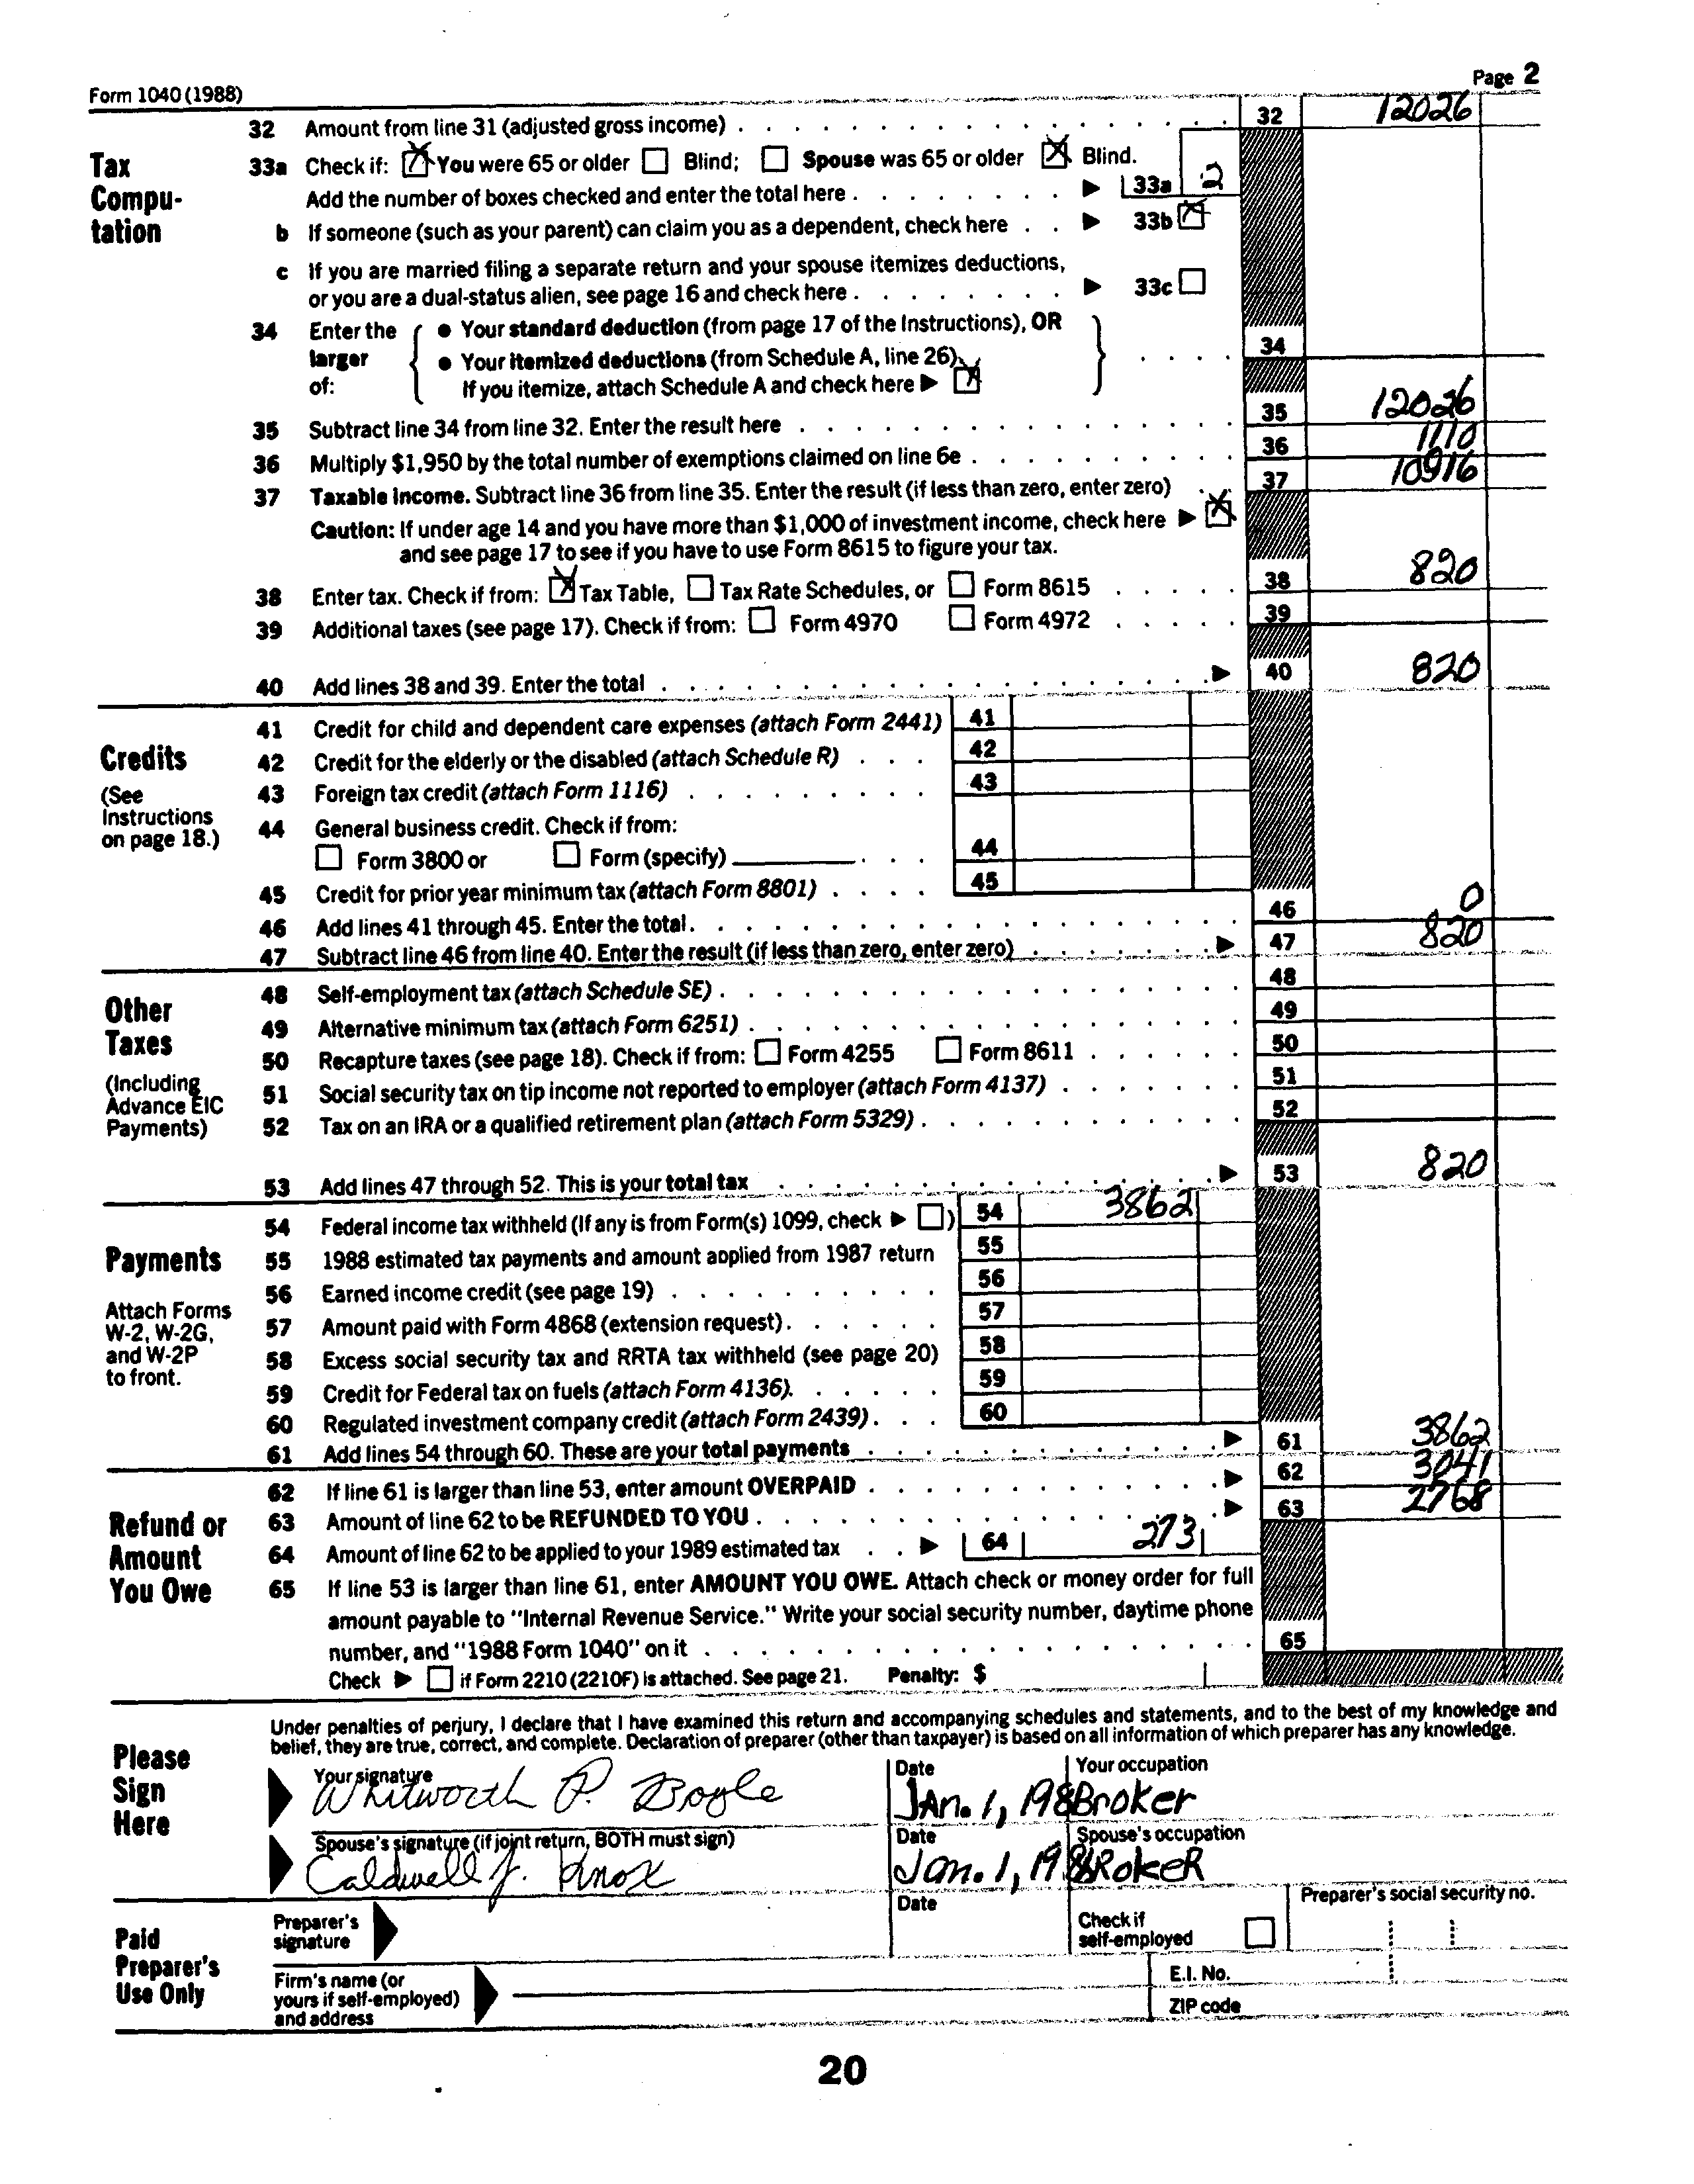 Form 1040 (1988) Page 2
Tax Computation
32 Amount from line 31 (adjusted gross income) . . . 32 12026
33a Check if: ☒ You were 65 or older ☐ Blind; ☐ Spouse was 65 or older ☒ Blind.
Add the number of boxes checked and enter the total here . . . ▶ 33a 2
b If someone (such as your parent) can claim you as a dependent, check here . . ▶ 33b ☒
c If you are married filing a separate return and your spouse itemizes deductions,
or you are a dual-status alien, see page 16 and check here . . . ▶ 33c ☐
34 Enter the larger of: { ● Your standard deduction (from page 17 of the Instructions), OR
● Your itemized deductions (from Schedule A, line 26).
If you itemize, attach Schedule A and check here ▶ ☒ } . . . . 34
35 Subtract line 34 from line 32. Enter the result here . . . 35 12026
36 Multiply $1,950 by the total number of exemptions claimed on line 6e . . . 36 1110
37 Taxable income. Subtract line 36 from line 35. Enter the result (if less than zero, enter zero) . . . 37 10916
Caution: If under age 14 and you have more than $1,000 of investment income, check here ▶ ☒
and see page 17 to see if you have to use Form 8615 to figure your tax.
38 Enter tax. Check if from: ☒ Tax Table, ☐ Tax Rate Schedules, or ☐ Form 8615 . . . 38 820
39 Additional taxes (see page 17). Check if from: ☐ Form 4970 ☐ Form 4972 . . . 39
40 Add lines 38 and 39. Enter the total . . . ▶ 40 820
Credits
(See Instructions on page 18.)
41 Credit for child and dependent care expenses (attach Form 2441) 41
42 Credit for the elderly or the disabled (attach Schedule R) . . . 42
43 Foreign tax credit (attach Form 1116) . . . 43
44 General business credit. Check if from:
☐ Form 3800 or ☐ Form (specify) . . . 44
45 Credit for prior year minimum tax (attach Form 8801) . . . 45
46 Add lines 41 through 45. Enter the total. . . . 46 0
47 Subtract line 46 from line 40. Enter the result (if less than zero, enter zero) . . . ▶ 47 820
Other Taxes
(Including Advance EIC Payments)
48 Self-employment tax (attach Schedule SE) . . . 48
49 Alternative minimum tax (attach Form 6251) . . . 49
50 Recapture taxes (see page 18). Check if from: ☐ Form 4255 ☐ Form 8611 . . . 50
51 Social security tax on tip income not reported to employer (attach Form 4137) . . . 51
52 Tax on an IRA or a qualified retirement plan (attach Form 5329) . . . 52
53 Add lines 47 through 52. This is your total tax . . . ▶ 53 820
Payments
Attach Forms W-2, W-2G, and W-2P to front.
54 Federal income tax withheld (If any is from Form(s) 1099, check ▶ ☐ ) 54 3862
55 1988 estimated tax payments and amount applied from 1987 return 55
56 Earned income credit (see page 19) . . . 56
57 Amount paid with Form 4868 (extension request) . . . 57
58 Excess social security tax and RRTA tax withheld (see page 20) 58
59 Credit for Federal tax on fuels (attach Form 4136). . . . 59
60 Regulated investment company credit (attach Form 2439) . . . 60
61 Add lines 54 through 60. These are your total payments . . . ▶ 61 3862
Refund or Amount You Owe
62 If line 61 is larger than line 53, enter amount OVERPAID . . . ▶ 62 3041
63 Amount of line 62 to be REFUNDED TO YOU . . . ▶ 63 2768
64 Amount of line 62 to be applied to your 1989 estimated tax . . ▶ 64 273
65 If line 53 is larger than line 61, enter AMOUNT YOU OWE. Attach check or money order for full
amount payable to "Internal Revenue Service." Write your social security number, daytime phone
number, and "1988 Form 1040" on it . . . 65
Check ▶ ☐ if Form 2210 (2210F) is attached. See page 21. Penalty: $
Please Sign Here
Under penalties of perjury, I declare that I have examined this return and accompanying schedules and statements, and to the best of my knowledge and
belief, they are true, correct, and complete. Declaration of preparer (other than taxpayer) is based on all information of which preparer has any knowledge.
Your signature Date Your occupation
Whitworth P. Boyle JAn. 1, 198 Broker
Spouse's signature (if joint return, BOTH must sign) Date Spouse's occupation
Caldwell J. Knox Jan. 1, 198 BRokeR
Paid Preparer's Use Only
Preparer's signature Date Check if self-employed ☐ Preparer's social security no.
Firm's name (or yours if self-employed) and address E.I. No.
ZIP code
20